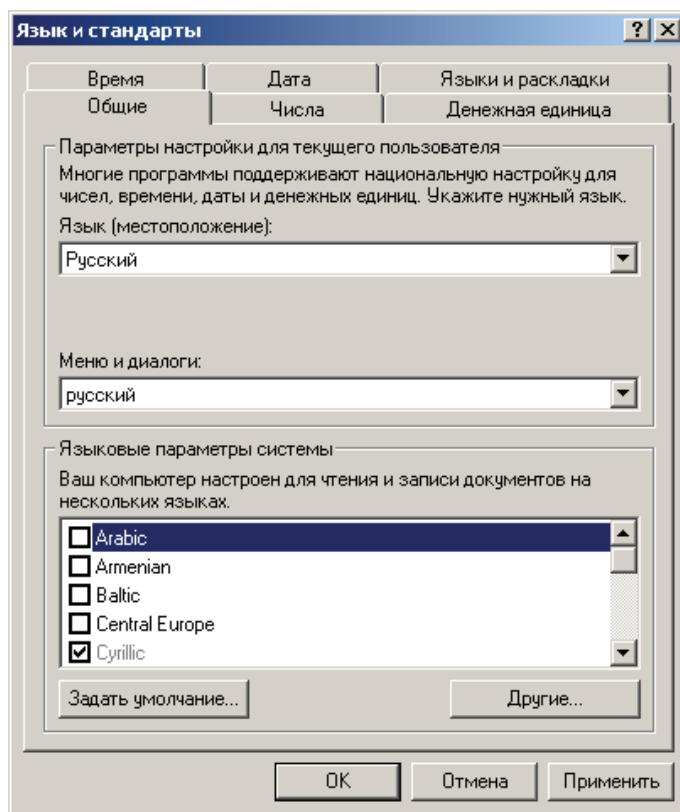 Язык и стандарты
Время Дата Языки и раскладки
Общие Числа Денежная единица
Параметры настройки для текущего пользователя
Многие программы поддерживают национальную настройку для
чисел, времени, даты и денежных единиц. Укажите нужный язык.
Язык (местоположение):
Русский
Меню и диалоги:
русский
Языковые параметры системы
Ваш компьютер настроен для чтения и записи документов на
нескольких языках.
Arabic
Armenian
Baltic
Central Europe
Cyrillic
Задать умолчание... Другие...
OK Отмена Применить